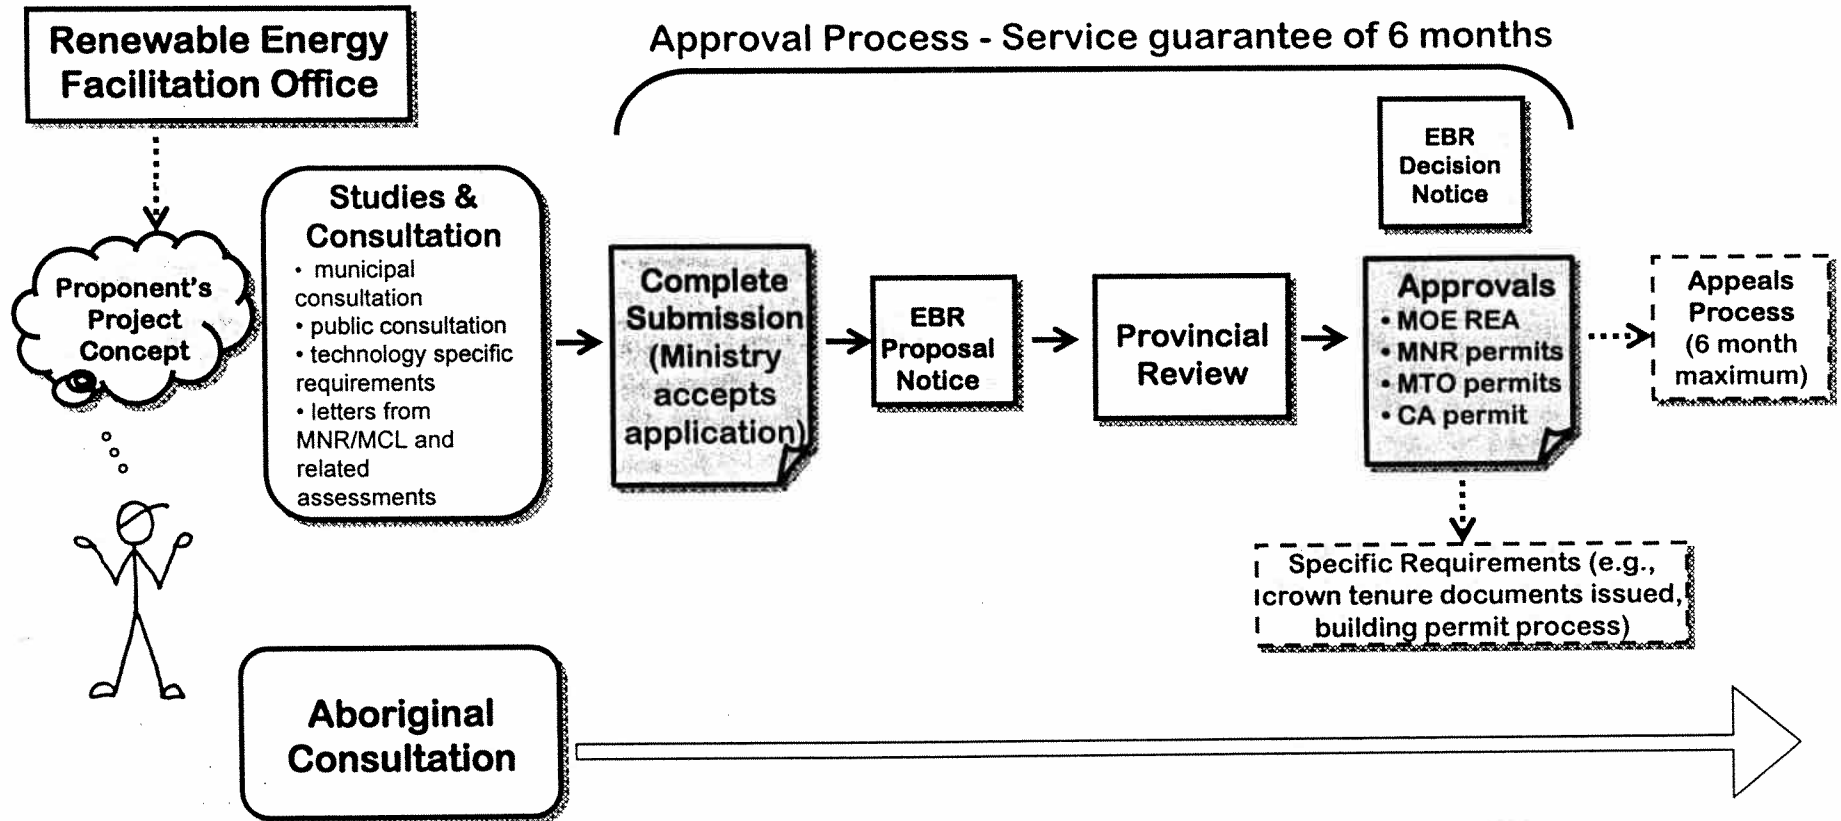 Renewable Energy
Facilitation Office
Approval Process - Service guarantee of 6 months
Proponent's
Project
Concept
Studies &
Consultation
• municipal
consultation
• public consultation
• technology specific
requirements
• letters from
MNR/MCL and
related
assessments
Complete
Submission
(Ministry
accepts
application)
EBR
Proposal
Notice
Provincial
Review
EBR
Decision
Notice
Approvals
• MOE REA
• MNR permits
• MTO permits
• CA permit
Appeals
Process
(6 month
maximum)
Specific Requirements (e.g.,
crown tenure documents issued,
building permit process)
Aboriginal
Consultation